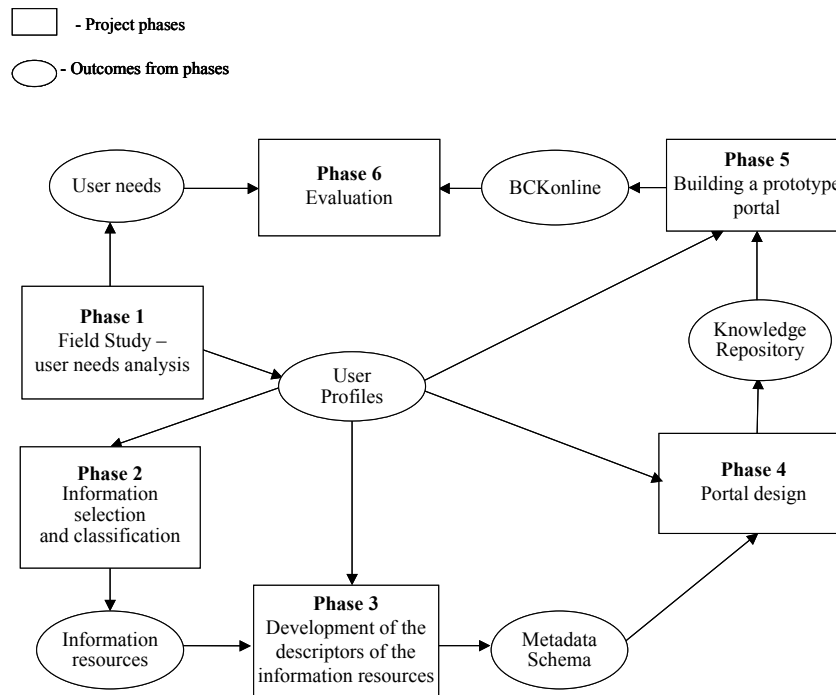 - Project phases
- Outcomes from phases
User needs
Phase 6
Evaluation
BCKonline
Phase 5
Building a prototype
portal
Phase 1
Field Study –
user needs analysis
User
Profiles
Knowledge
Repository
Phase 2
Information
selection
and classification
Phase 4
Portal design
Information
resources
Phase 3
Development of the
descriptors of the
information resources
Metadada
Schema